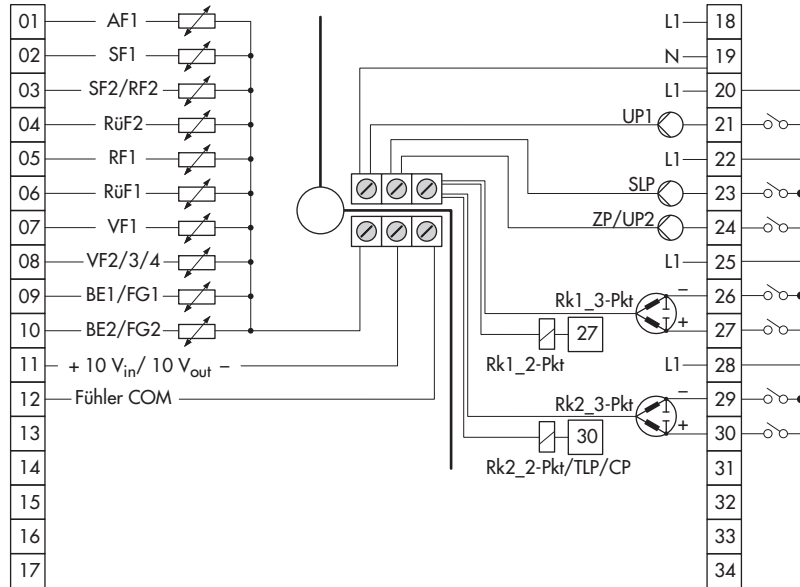 01 AF1 L1 18
02 SF1 N 19
03 SF2/RF2 L1 20
04 RüF2 UP1 21
05 RF1 L1 22
06 RüF1 SLP 23
07 VF1 ZP/UP2 24
08 VF2/3/4 L1 25
09 BE1/FG1 Rk1_3-Pkt – 26
10 BE2/FG2 27 + 27
Rk1_2-Pkt
11 + 10 Vin/ 10 Vout – L1 28
12 Fühler COM Rk2_3-Pkt – 29
13 30 + 30
Rk2_2-Pkt/TLP/CP
14 31
15 32
16 33
17 34